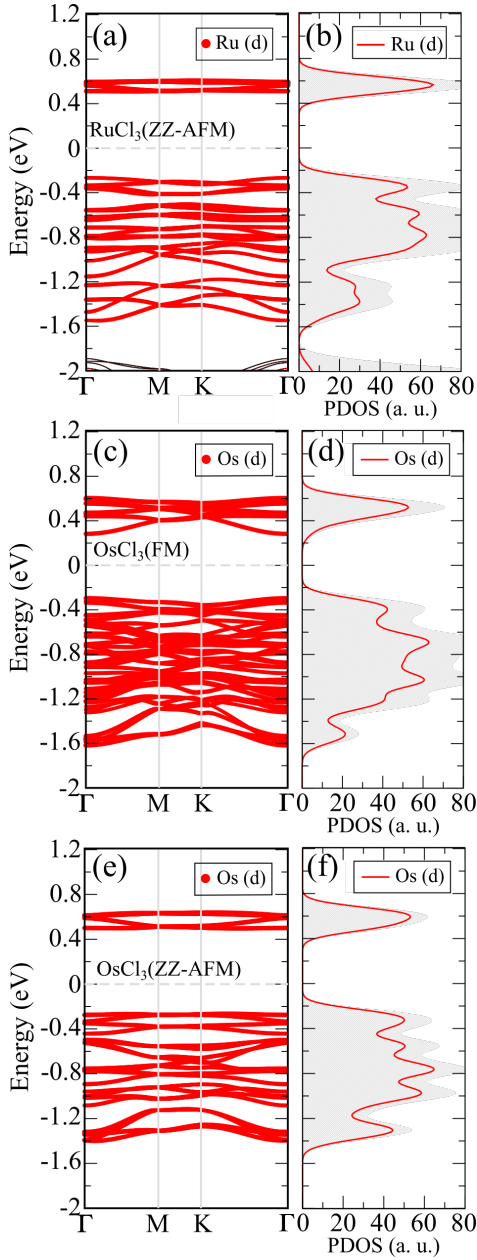 (a) Ru (d)
(b) Ru (d)
1.2
0.8
0.4
0
-0.4
-0.8
-1.2
-1.6
-2
Energy (eV)
RuCl₃(ZZ-AFM)
Γ M K Γ
0 20 40 60 80
PDOS (a. u.)
(c) Os (d)
(d) Os (d)
1.2
0.8
0.4
0
-0.4
-0.8
-1.2
-1.6
-2
Energy (eV)
OsCl₃(FM)
Γ M K Γ
0 20 40 60 80
PDOS (a. u.)
(e) Os (d)
(f) Os (d)
1.2
0.8
0.4
0
-0.4
-0.8
-1.2
-1.6
-2
Energy (eV)
OsCl₃(ZZ-AFM)
Γ M K Γ
0 20 40 60 80
PDOS (a. u.)